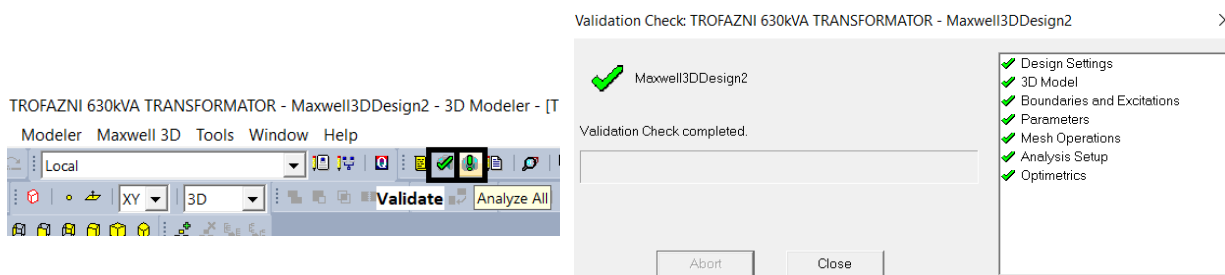 TROFAZNI 630kVA TRANSFORMATOR - Maxwell3DDesign2 - 3D Modeler - [T
Modeler Maxwell 3D Tools Window Help
Local
XY 3D Validate Analyze All
Validation Check: TROFAZNI 630kVA TRANSFORMATOR - Maxwell3DDesign2
Maxwell3DDesign2
Validation Check completed.
Abort Close
Design Settings
3D Model
Boundaries and Excitations
Parameters
Mesh Operations
Analysis Setup
Optimetrics